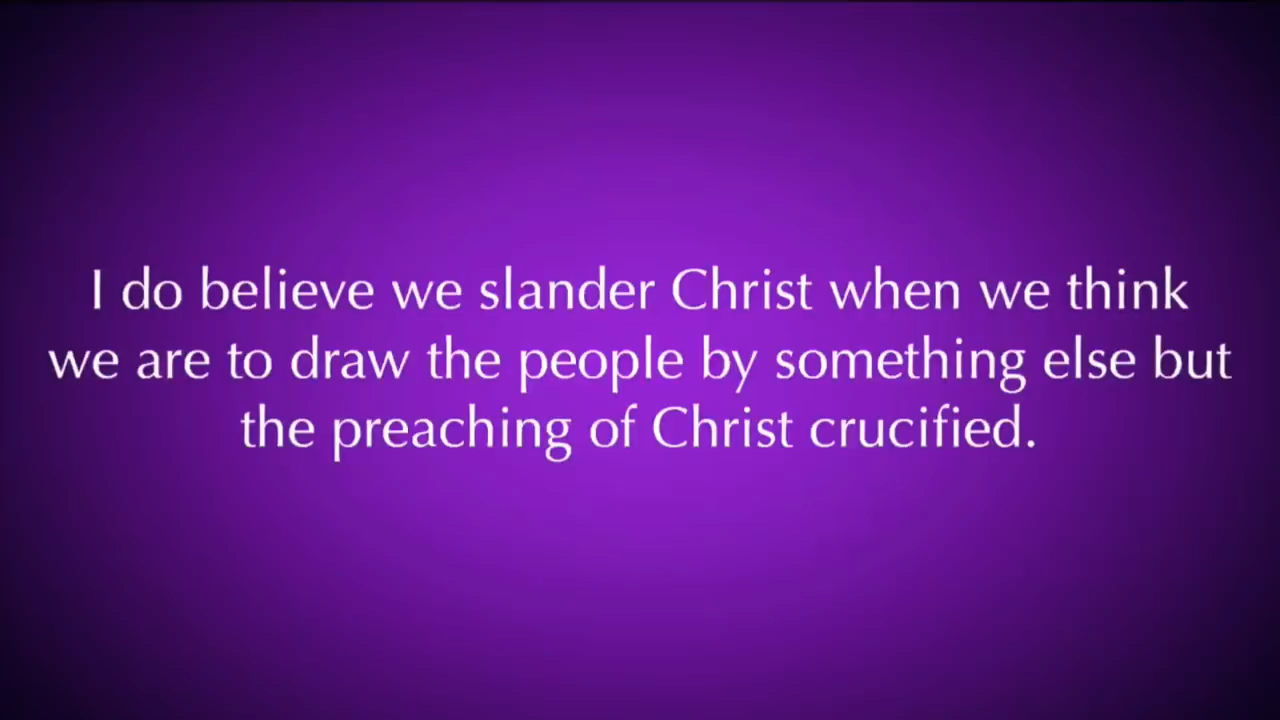 I do believe we slander Christ when we think
we are to draw the people by something else but
the preaching of Christ crucified.